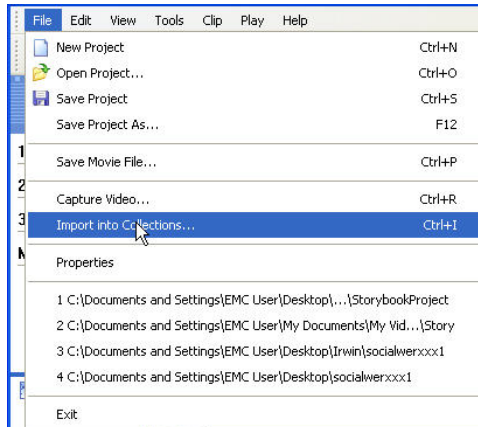 File Edit View Tools Clip Play Help
New Project Ctrl+N
Open Project... Ctrl+O
Save Project Ctrl+S
Save Project As... F12
Save Movie File... Ctrl+P
Capture Video... Ctrl+R
Import into Collections... Ctrl+I
Properties
1 C:\Documents and Settings\EMC User\Desktop\...\StorybookProject
2 C:\Documents and Settings\EMC User\My Documents\My Vid...\Story
3 C:\Documents and Settings\EMC User\Desktop\Irwin\socialwerxxx1
4 C:\Documents and Settings\EMC User\Desktop\socialwerxxx1
Exit
1
2
3